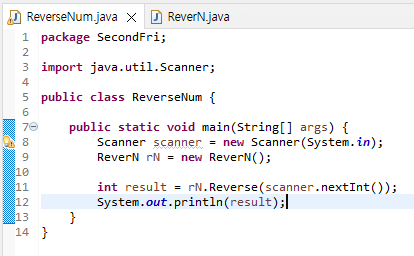 ReverseNum.java
ReverN.java
1 package SecondFri;
2
3 import java.util.Scanner;
4
5 public class ReverseNum {
6
7 public static void main(String[] args) {
8 Scanner scanner = new Scanner(System.in);
9 ReverN rN = new ReverN();
10
11 int result = rN.Reverse(scanner.nextInt());
12 System.out.println(result);
13 }
14 }